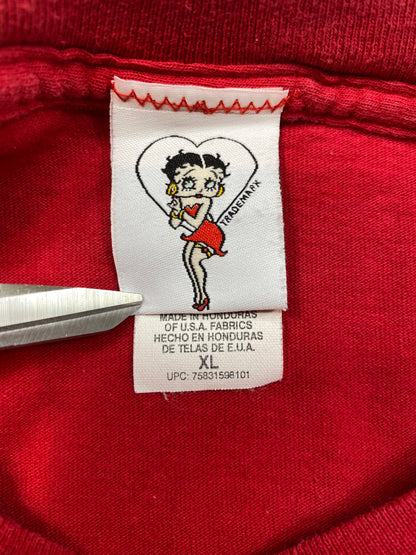 TRADEMARK
MADE IN HONDURAS
OF U.S.A. FABRICS
HECHO EN HONDURAS
DE TELAS DE E.U.A.
XL
UPC: 75831598101